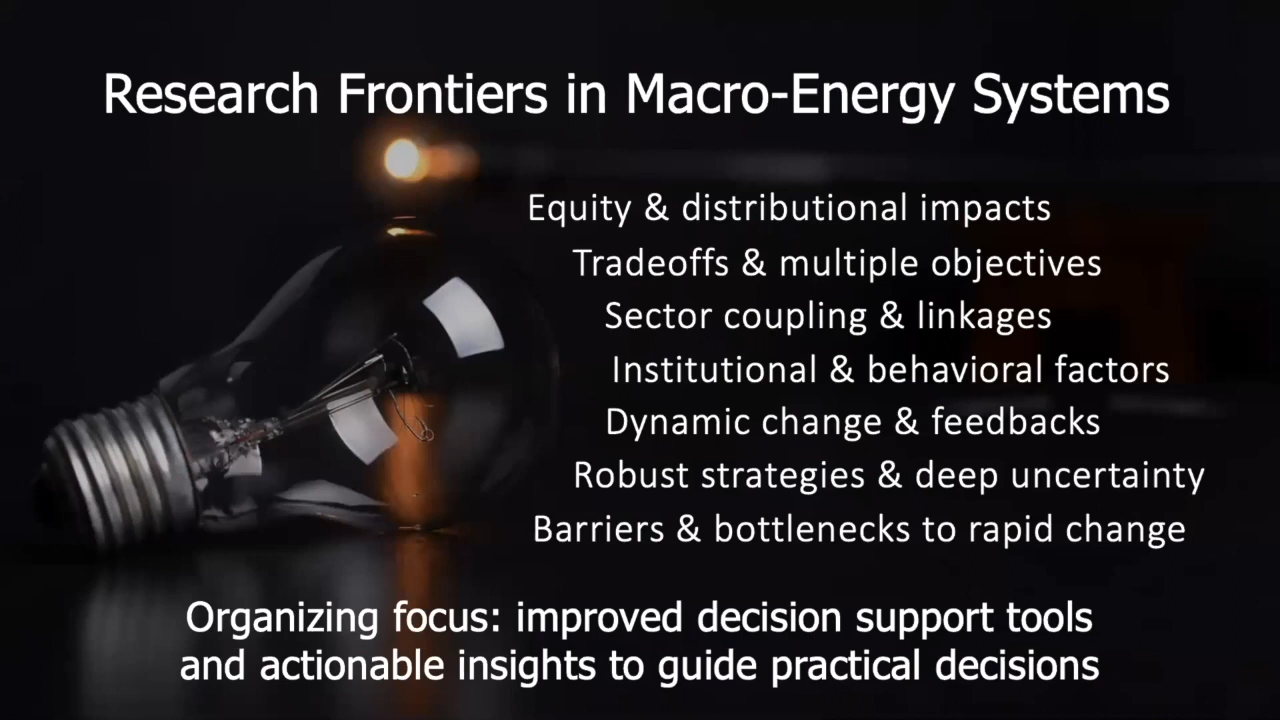 Research Frontiers in Macro-Energy Systems
Equity & distributional impacts
Tradeoffs & multiple objectives
Sector coupling & linkages
Institutional & behavioral factors
Dynamic change & feedbacks
Robust strategies & deep uncertainty
Barriers & bottlenecks to rapid change
Organizing focus: improved decision support tools
and actionable insights to guide practical decisions